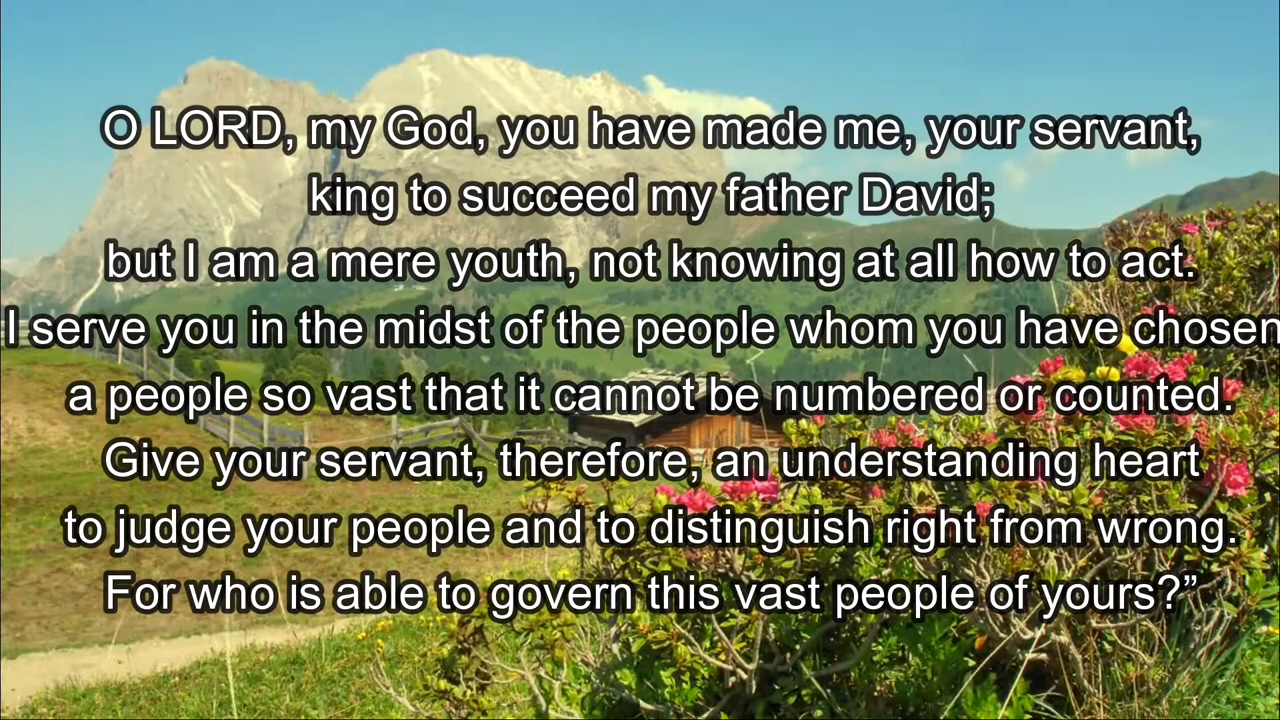 O LORD, my God, you have made me, your servant,
king to succeed my father David;
but I am a mere youth, not knowing at all how to act.
I serve you in the midst of the people whom you have chosen
a people so vast that it cannot be numbered or counted.
Give your servant, therefore, an understanding heart
to judge your people and to distinguish right from wrong.
For who is able to govern this vast people of yours?”